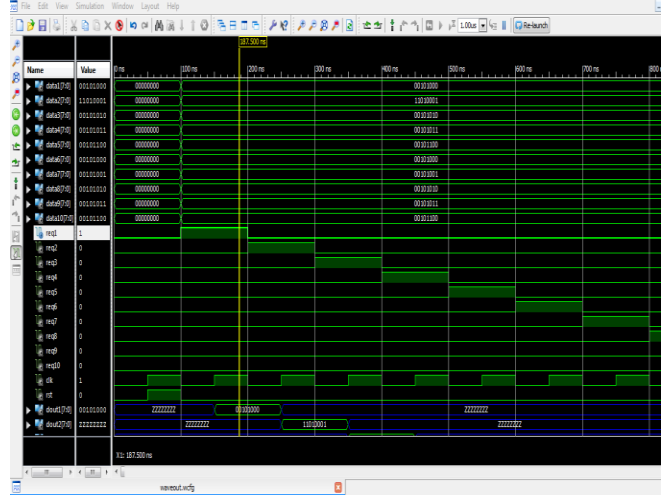 File Edit View Simulation Window Layout Help
1.00us Re-launch
187.500 ns
Name Value 0 ns 100 ns 200 ns 300 ns 400 ns 500 ns 600 ns 700 ns 800
data1[7:0] 00101000 00000000 00101000
data2[7:0] 11010001 00000000 11010001
data3[7:0] 00101010 00000000 00101010
data4[7:0] 00101011 00000000 00101011
data5[7:0] 00101100 00000000 00101100
data6[7:0] 00101000 00000000 00101000
data7[7:0] 00101001 00000000 00101001
data8[7:0] 00101010 00000000 00101010
data9[7:0] 00101011 00000000 00101011
data10[7:0] 00101100 00000000 00101100
req1 1
req2 0
req3 0
req4 0
req5 0
req6 0
req7 0
req8 0
req9 0
req10 0
clk 1
rst 0
dout1[7:0] 00101000 ZZZZZZZZ 00101000 ZZZZZZZZ
dout2[7:0] ZZZZZZZZ ZZZZZZZZ 11010001 ZZZZZZZZ
X1: 187.500 ns
waveout.wcfg